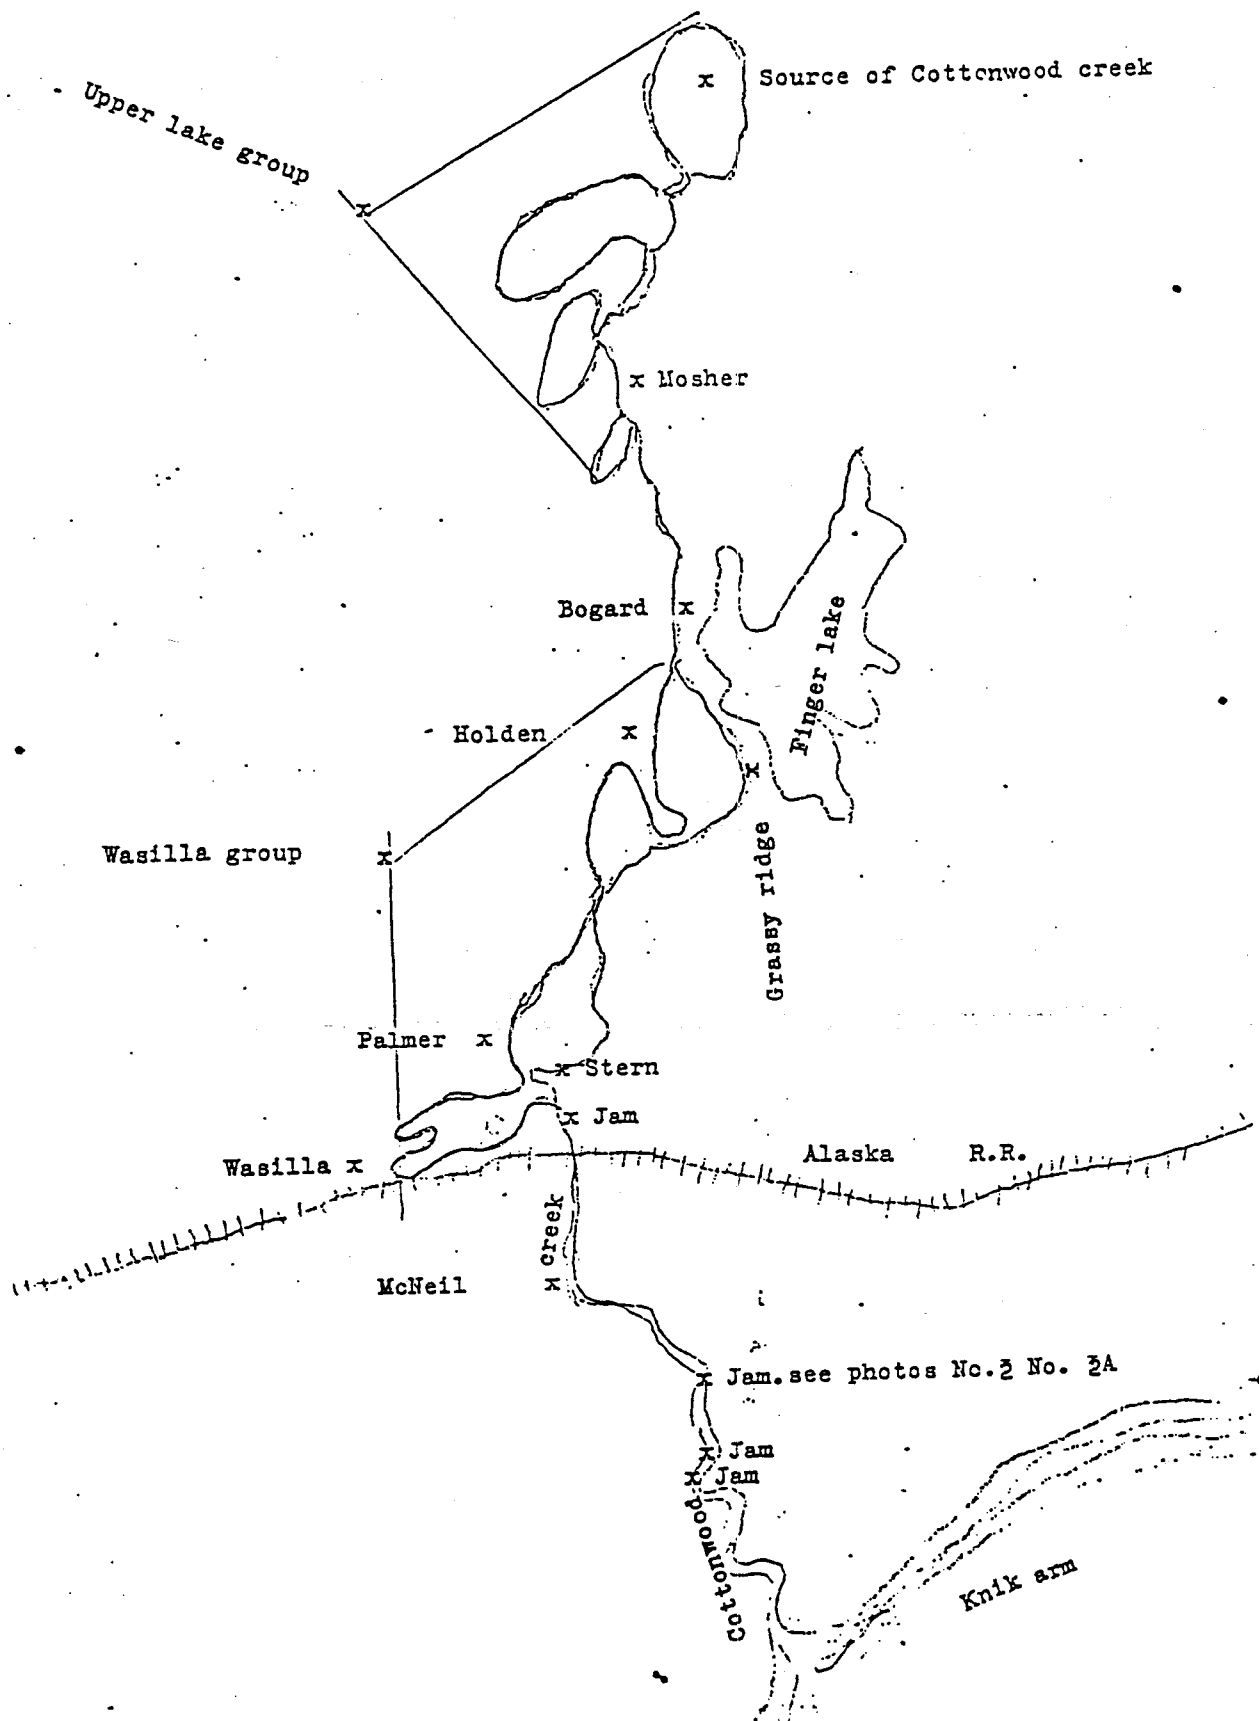 Source of Cottonwood creek
Upper lake group
x
x
x Mosher
Bogard x
Finger lake
Holden x
x
Grassy ridge
Wasilla group x
Palmer x
x Stern
x Jam
Wasilla x
Alaska R.R.
creek
McNeil x
x Jam. see photos No. 3 No. 3A
x Jam
x Jam
Cottonwood
Knik arm